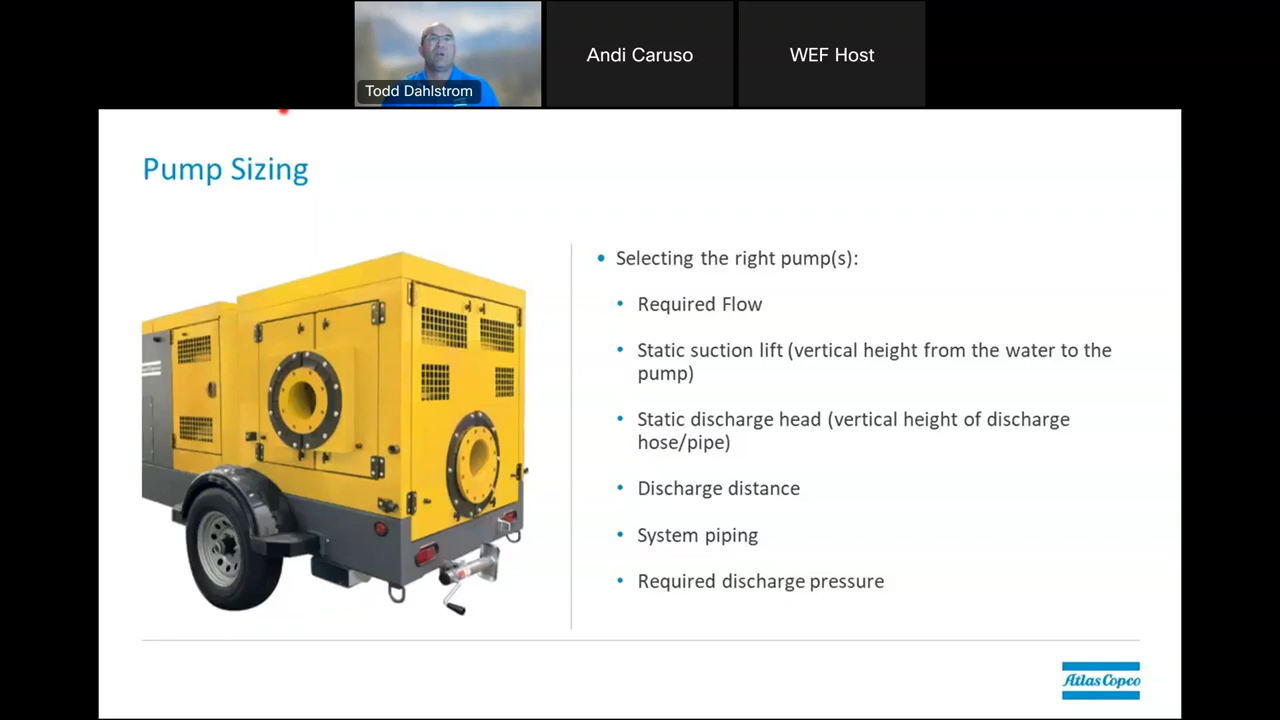 Todd Dahlstrom
Andi Caruso
WEF Host
Pump Sizing
• Selecting the right pump(s):
• Required Flow
• Static suction lift (vertical height from the water to the
pump)
• Static discharge head (vertical height of discharge
hose/pipe)
• Discharge distance
• System piping
• Required discharge pressure
Atlas Copco